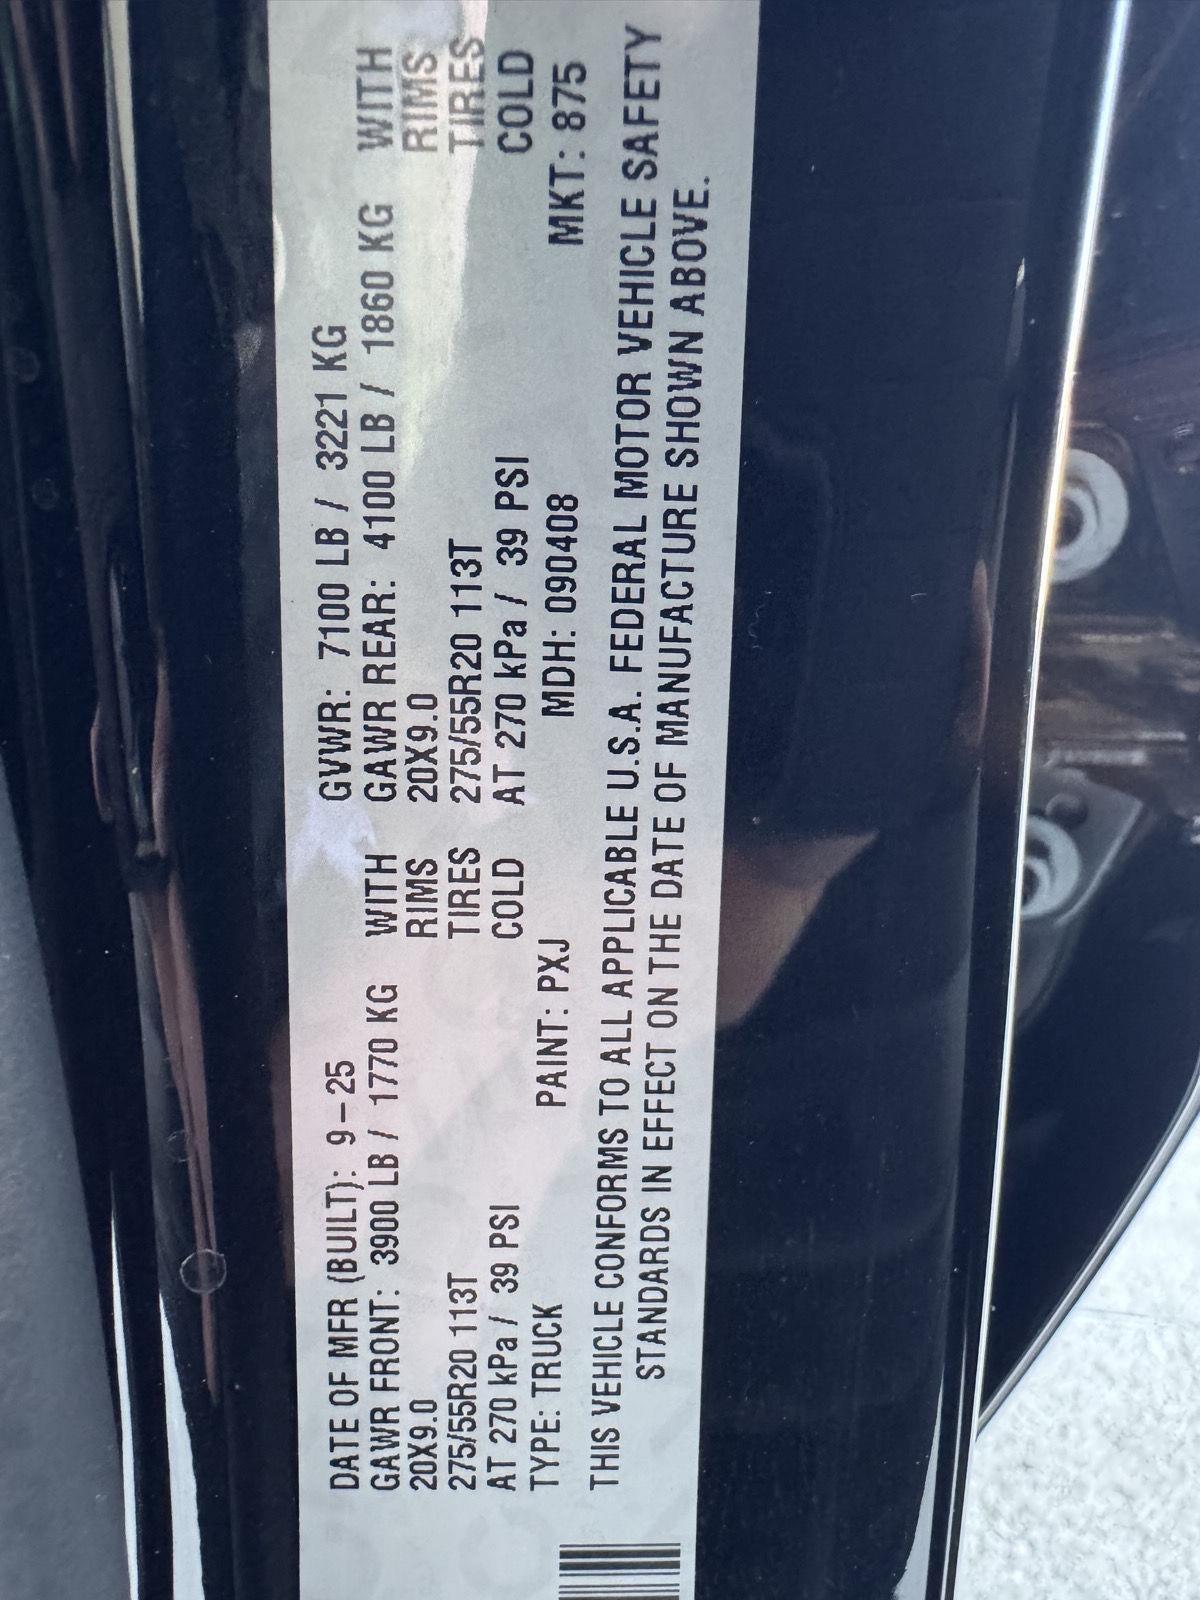 DATE OF MFR (BUILT): 9-25 GVWR: 7100 LB / 3221 KG
GAWR FRONT: 3900 LB / 1770 KG WITH GAWR REAR: 4100 LB / 1860 KG WITH
20X9.0 RIMS 20X9.0 RIMS
275/55R20 113T TIRES 275/55R20 113T TIRES
AT 270 kPa / 39 PSI COLD AT 270 kPa / 39 PSI COLD
TYPE: TRUCK PAINT: PXJ MDH: 090408 MKT: 875
THIS VEHICLE CONFORMS TO ALL APPLICABLE U.S.A. FEDERAL MOTOR VEHICLE SAFETY
STANDARDS IN EFFECT ON THE DATE OF MANUFACTURE SHOWN ABOVE.